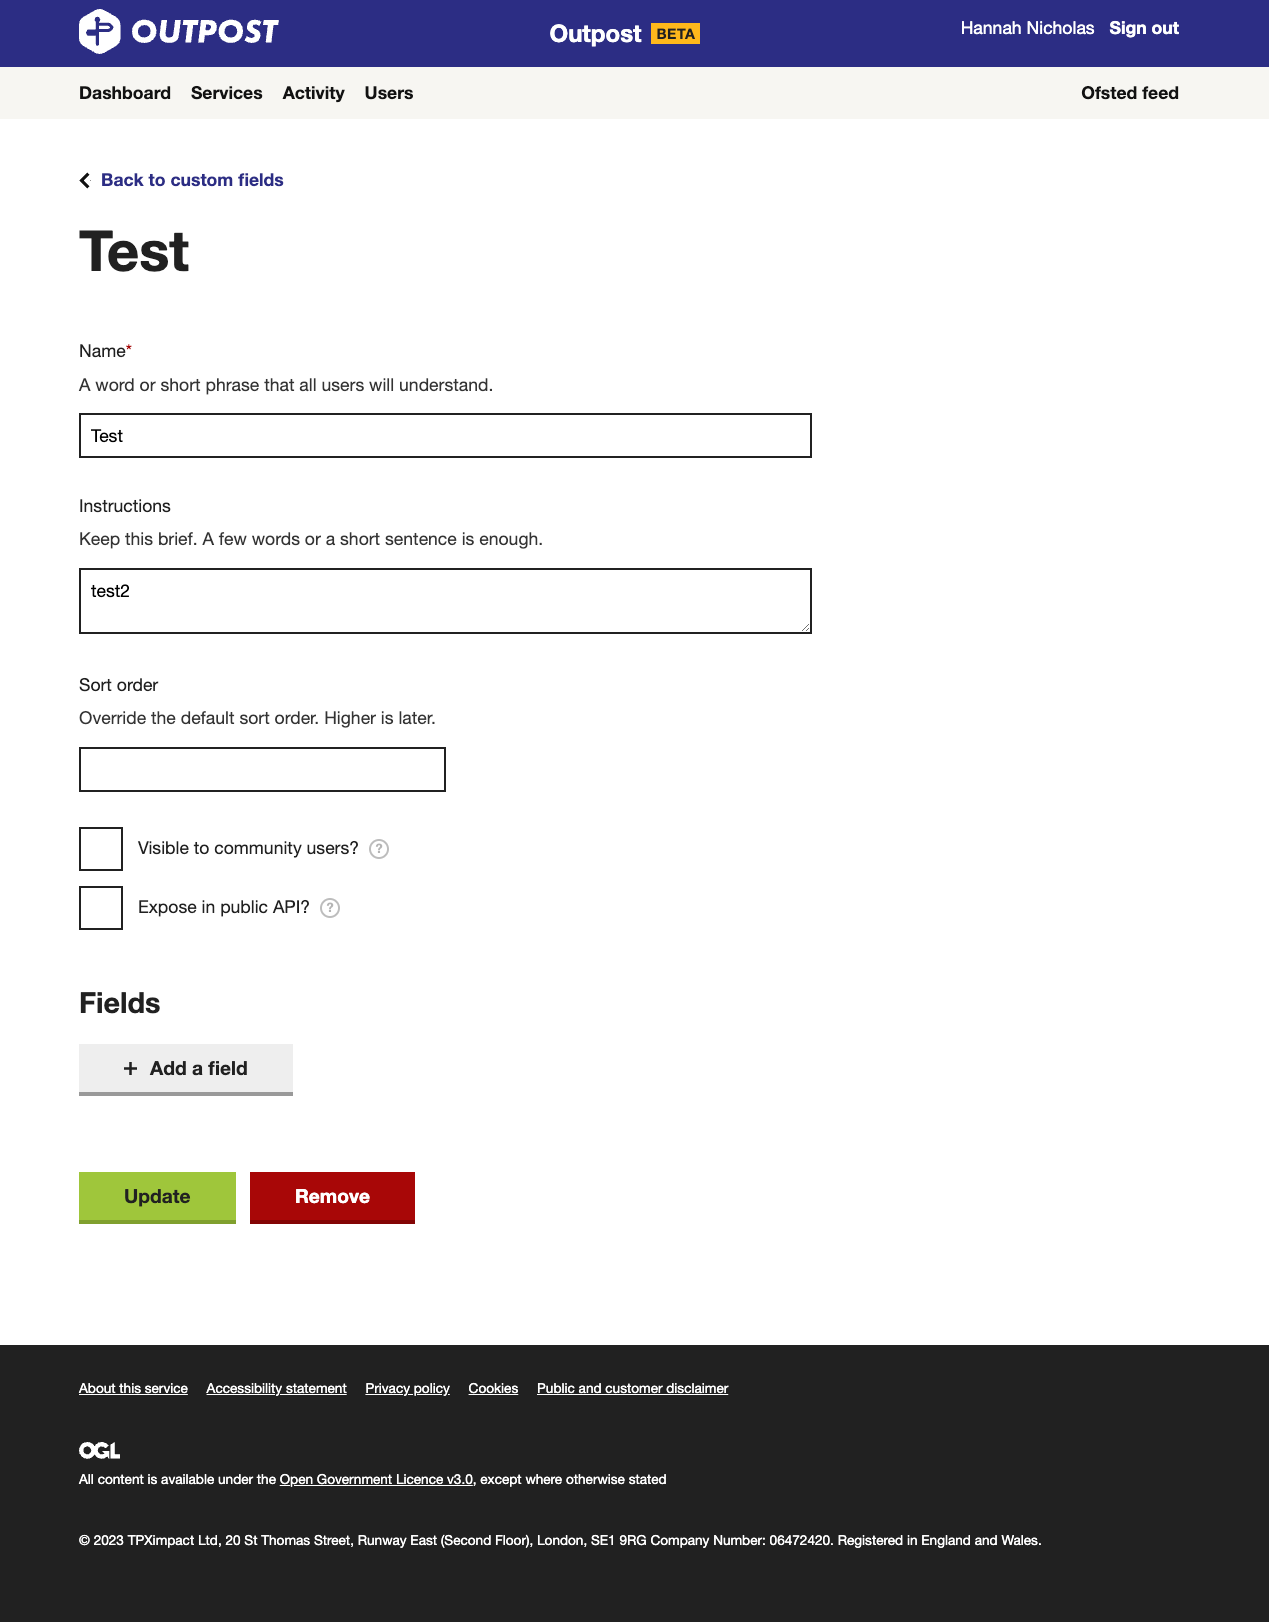 OUTPOST
Outpost BETA
Hannah Nicholas Sign out
Dashboard Services Activity Users Ofsted feed
Back to custom fields
Test
Name*
A word or short phrase that all users will understand.
Test
Instructions
Keep this brief. A few words or a short sentence is enough.
test2
Sort order
Override the default sort order. Higher is later.
Visible to community users? ?
Expose in public API? ?
Fields
+ Add a field
Update Remove
About this service Accessibility statement Privacy policy Cookies Public and customer disclaimer
OGL
All content is available under the Open Government Licence v3.0, except where otherwise stated
© 2023 TPXimpact Ltd, 20 St Thomas Street, Runway East (Second Floor), London, SE1 9RG Company Number: 06472420. Registered in England and Wales.